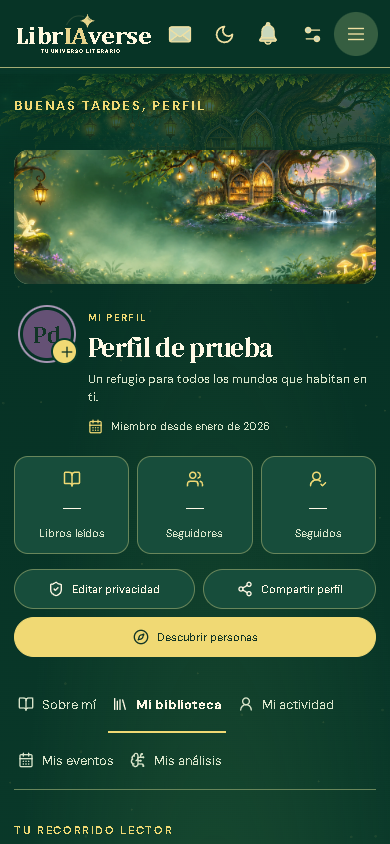 LibrIAverse
TU UNIVERSO LITERARIO
BUENAS TARDES, PERFIL
Pd
MI PERFIL
Perfil de prueba
Un refugio para todos los mundos que habitan en
ti.
Miembro desde enero de 2026
— — —
Libros leídos Seguidores Seguidos
Editar privacidad Compartir perfil
Descubrir personas
Sobre mí Mi biblioteca Mi actividad
Mis eventos Mis análisis
TU RECORRIDO LECTOR